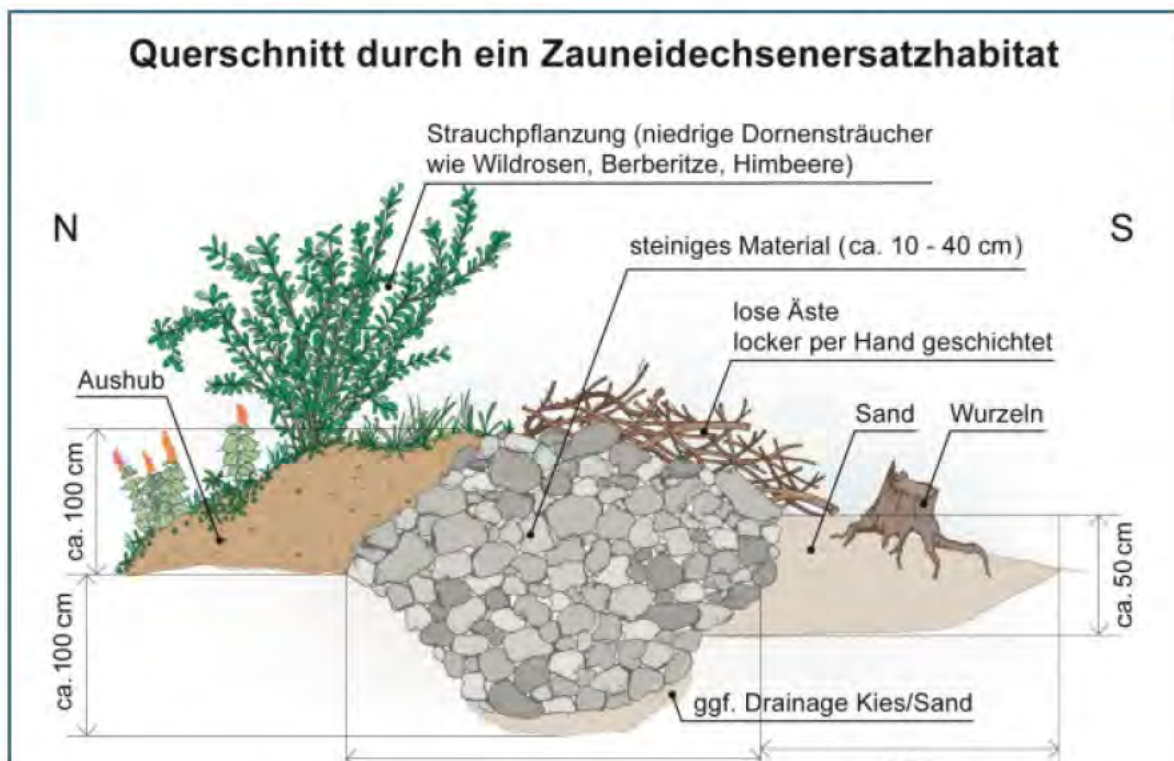 Querschnitt durch ein Zauneidechsenersatzhabitat
Strauchpflanzung (niedrige Dornensträucher
wie Wildrosen, Berberitze, Himbeere)
N
S
steiniges Material (ca. 10 - 40 cm)
lose Äste
locker per Hand geschichtet
Aushub
Sand
Wurzeln
ca. 100 cm
ca. 50 cm
ca. 100 cm
ggf. Drainage Kies/Sand